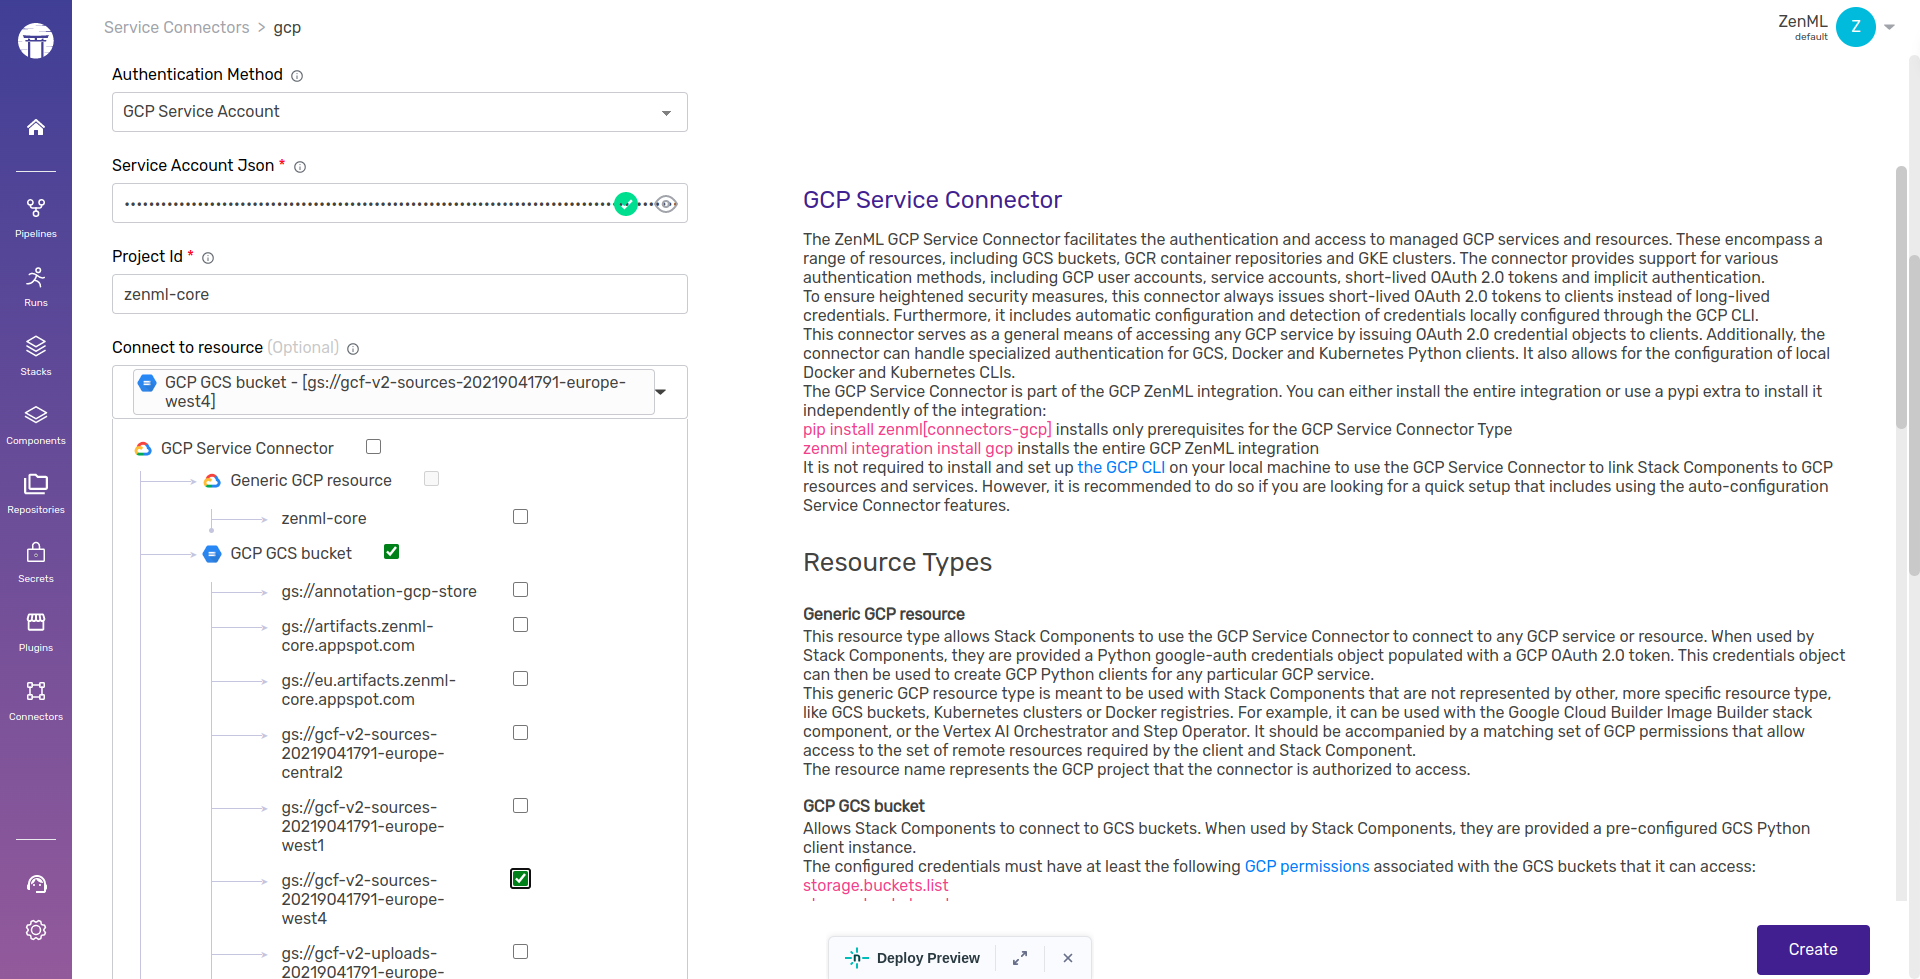 Service Connectors > gcp
ZenML
default
Z
Pipelines
Runs
Stacks
Components
Repositories
Secrets
Plugins
Connectors
Authentication Method
GCP Service Account
Service Account Json *
Project Id *
zenml-core
Connect to resource (Optional)
GCP GCS bucket - [gs://gcf-v2-sources-20219041791-europe-
west4]
GCP Service Connector
Generic GCP resource
zenml-core
GCP GCS bucket
gs://annotation-gcp-store
gs://artifacts.zenml-
core.appspot.com
gs://eu.artifacts.zenml-
core.appspot.com
gs://gcf-v2-sources-
20219041791-europe-
central2
gs://gcf-v2-sources-
20219041791-europe-
west1
gs://gcf-v2-sources-
20219041791-europe-
west4
gs://gcf-v2-uploads-
20219041791-europe-
GCP Service Connector
The ZenML GCP Service Connector facilitates the authentication and access to managed GCP services and resources. These encompass a
range of resources, including GCS buckets, GCR container repositories and GKE clusters. The connector provides support for various
authentication methods, including GCP user accounts, service accounts, short-lived OAuth 2.0 tokens and implicit authentication.
To ensure heightened security measures, this connector always issues short-lived OAuth 2.0 tokens to clients instead of long-lived
credentials. Furthermore, it includes automatic configuration and detection of credentials locally configured through the GCP CLI.
This connector serves as a general means of accessing any GCP service by issuing OAuth 2.0 credential objects to clients. Additionally, the
connector can handle specialized authentication for GCS, Docker and Kubernetes Python clients. It also allows for the configuration of local
Docker and Kubernetes CLIs.
The GCP Service Connector is part of the GCP ZenML integration. You can either install the entire integration or use a pypi extra to install it
independently of the integration:
pip install zenml[connectors-gcp] installs only prerequisites for the GCP Service Connector Type
zenml integration install gcp installs the entire GCP ZenML integration
It is not required to install and set up the GCP CLI on your local machine to use the GCP Service Connector to link Stack Components to GCP
resources and services. However, it is recommended to do so if you are looking for a quick setup that includes using the auto-configuration
Service Connector features.
Resource Types
Generic GCP resource
This resource type allows Stack Components to use the GCP Service Connector to connect to any GCP service or resource. When used by
Stack Components, they are provided a Python google-auth credentials object populated with a GCP OAuth 2.0 token. This credentials object
can then be used to create GCP Python clients for any particular GCP service.
This generic GCP resource type is meant to be used with Stack Components that are not represented by other, more specific resource type,
like GCS buckets, Kubernetes clusters or Docker registries. For example, it can be used with the Google Cloud Builder Image Builder stack
component, or the Vertex AI Orchestrator and Step Operator. It should be accompanied by a matching set of GCP permissions that allow
access to the set of remote resources required by the client and Stack Component.
The resource name represents the GCP project that the connector is authorized to access.
GCP GCS bucket
Allows Stack Components to connect to GCS buckets. When used by Stack Components, they are provided a pre-configured GCS Python
client instance.
The configured credentials must have at least the following GCP permissions associated with the GCS buckets that it can access:
storage.buckets.list
Deploy Preview
Create